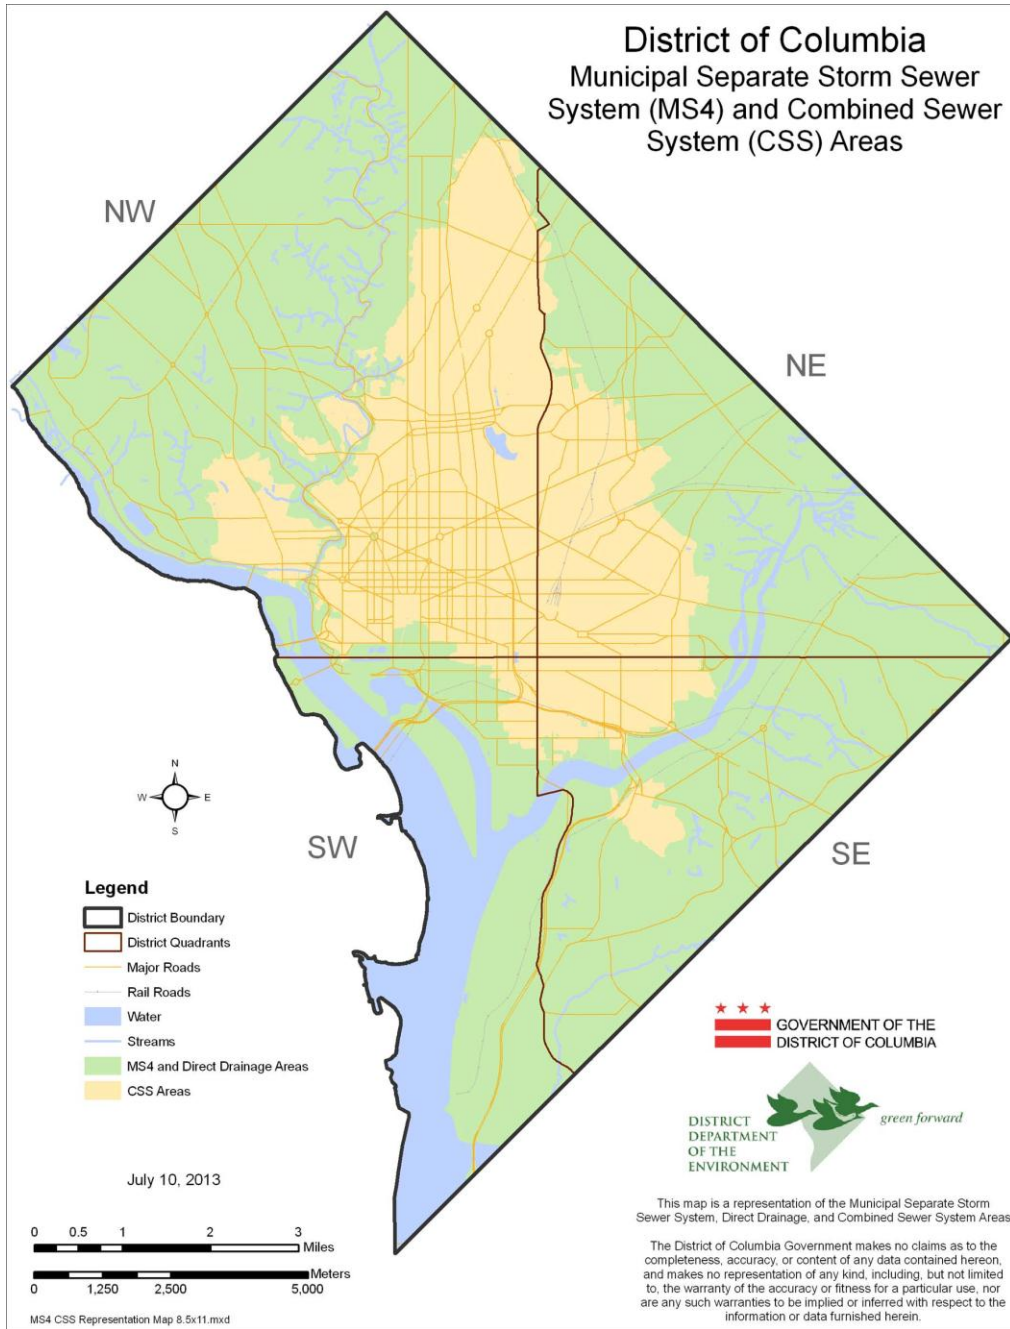 District of Columbia
Municipal Separate Storm Sewer
System (MS4) and Combined Sewer
System (CSS) Areas
NW
NE
N
W
E
S
SW
SE
Legend
District Boundary
District Quadrants
Major Roads
Rail Roads
Water
Streams
MS4 and Direct Drainage Areas
CSS Areas
GOVERNMENT OF THE
DISTRICT OF COLUMBIA
DISTRICT
DEPARTMENT
OF THE
ENVIRONMENT
green forward
July 10, 2013
This map is a representation of the Municipal Separate Storm
Sewer System, Direct Drainage, and Combined Sewer System Areas
The District of Columbia Government makes no claims as to the
completeness, accuracy, or content of any data contained hereon,
and makes no representation of any kind, including, but not limited
to, the warranty of the accuracy or fitness for a particular use, nor
are any such warranties to be implied or inferred with respect to the
information or data furnished herein.
0 0.5 1 2 3
Miles
Meters
0 1,250 2,500 5,000
MS4 CSS Representation Map 8.5x11.mxd